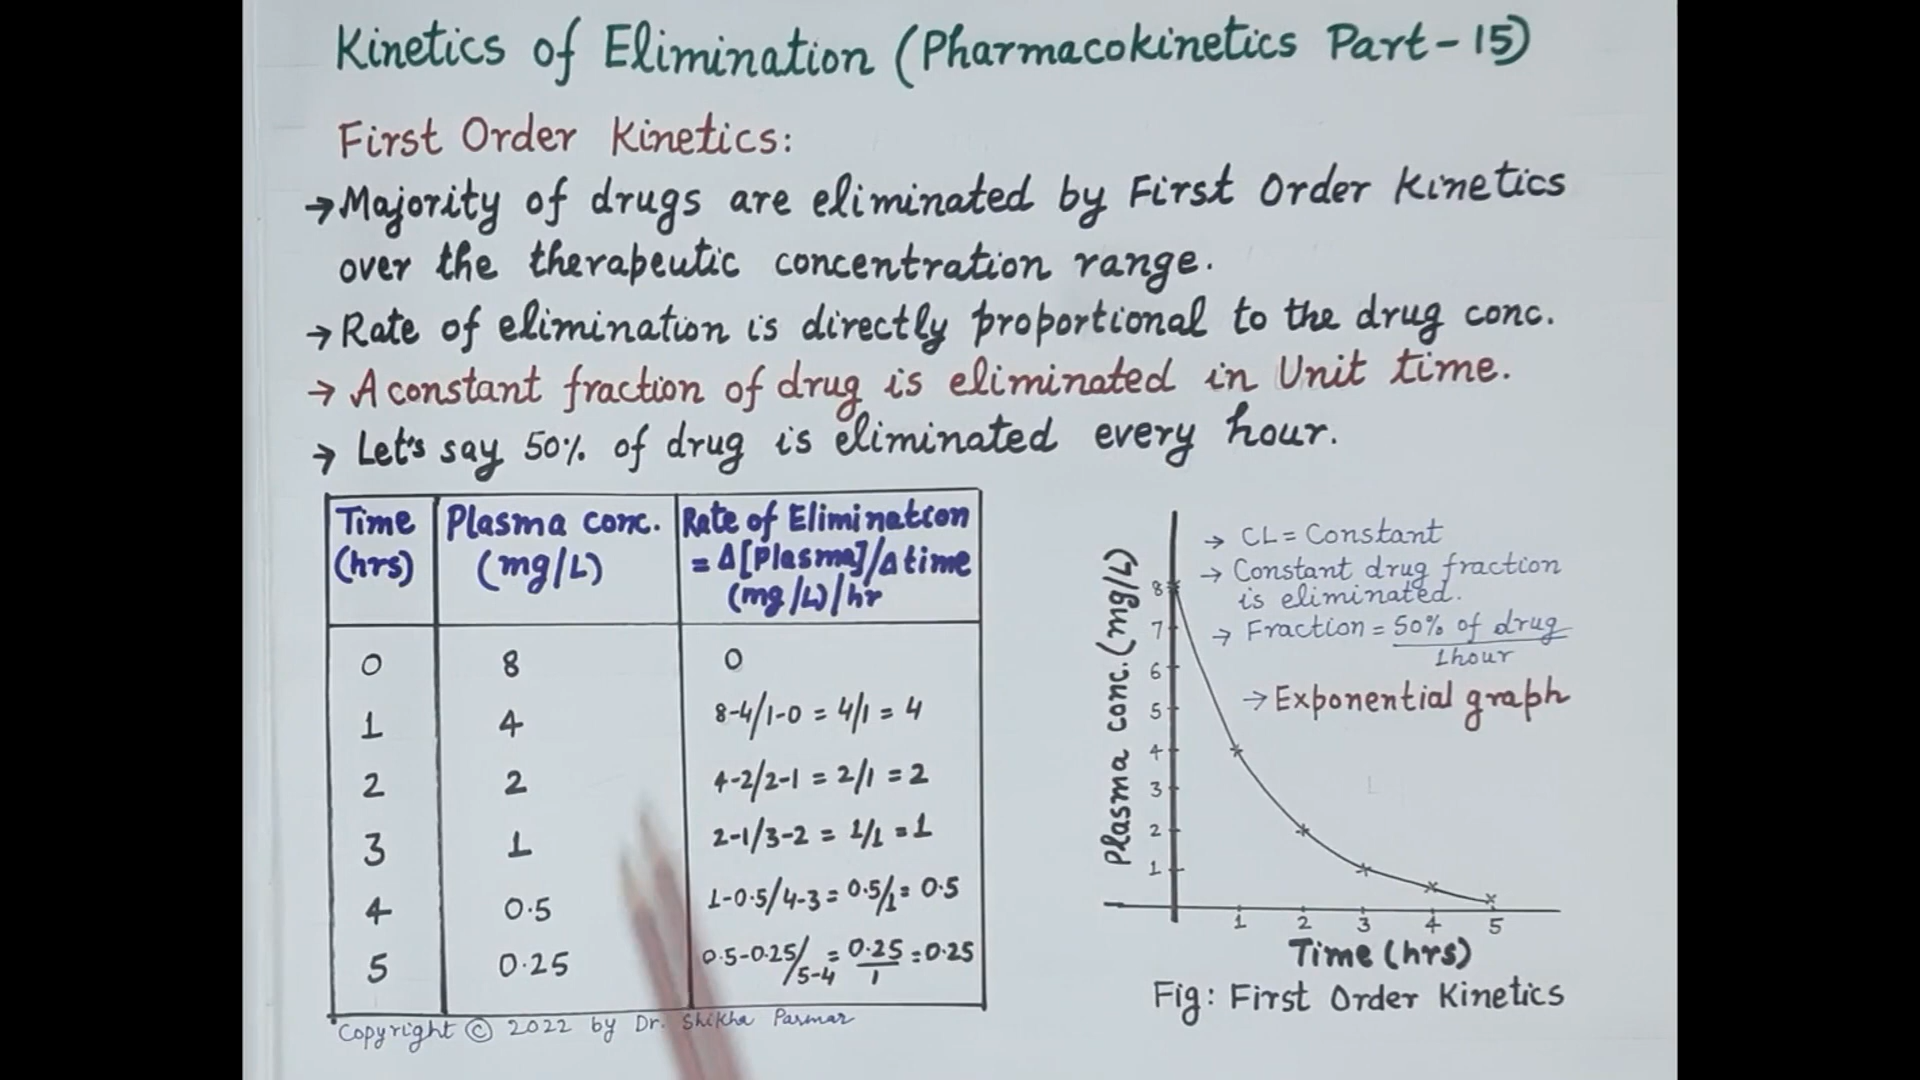 Kinetics of Elimination (Pharmacokinetics Part-15)
First Order Kinetics:
→ Majority of drugs are eliminated by First Order Kinetics
over the therapeutic concentration range.
→ Rate of elimination is directly proportional to the drug conc.
→ A constant fraction of drug is eliminated in Unit time.
→ Let's say 50% of drug is eliminated every hour.
Time (hrs) | Plasma conc. (mg/L) | Rate of Elimination = Δ[Plasma]/Δtime (mg/L)/hr
0 | 8 | 0
1 | 4 | 8-4/1-0 = 4/1 = 4
2 | 2 | 4-2/2-1 = 2/1 = 2
3 | 1 | 2-1/3-2 = 1/1 = 1
4 | 0.5 | 1-0.5/4-3 = 0.5/1 = 0.5
5 | 0.25 | 0.5-0.25/5-4 = 0.25/1 = 0.25
Copyright © 2022 by Dr. Shikha Parmar
→ CL = Constant
→ Constant drug fraction
is eliminated.
→ Fraction = 50% of drug
1hour
→ Exponential graph
Plasma conc. (mg/L)
8
7
6
5
4
3
2
1
1 2 3 4 5
Time (hrs)
Fig: First Order Kinetics